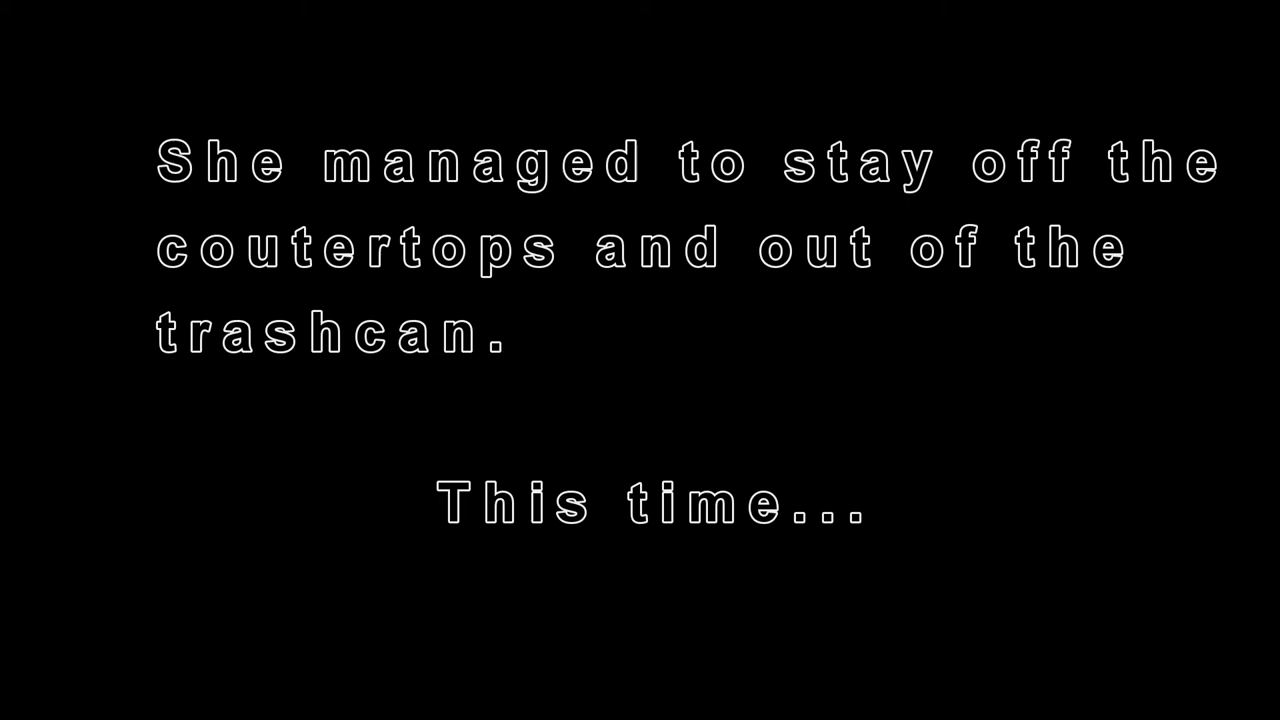 She managed to stay off the
coutertops and out of the
trashcan.
This time...